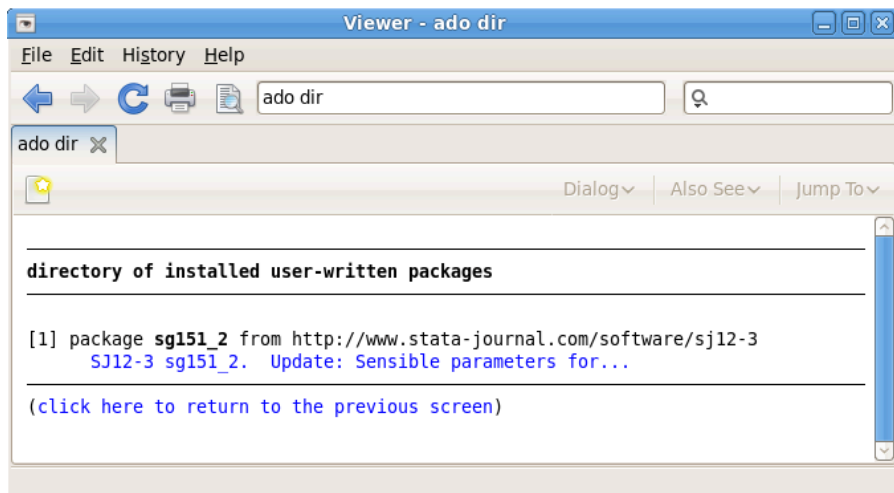 Viewer - ado dir
File Edit History Help
ado dir
ado dir
Dialog Also See Jump To
directory of installed user-written packages
[1] package sg151_2 from http://www.stata-journal.com/software/sj12-3
SJ12-3 sg151_2. Update: Sensible parameters for...
(click here to return to the previous screen)